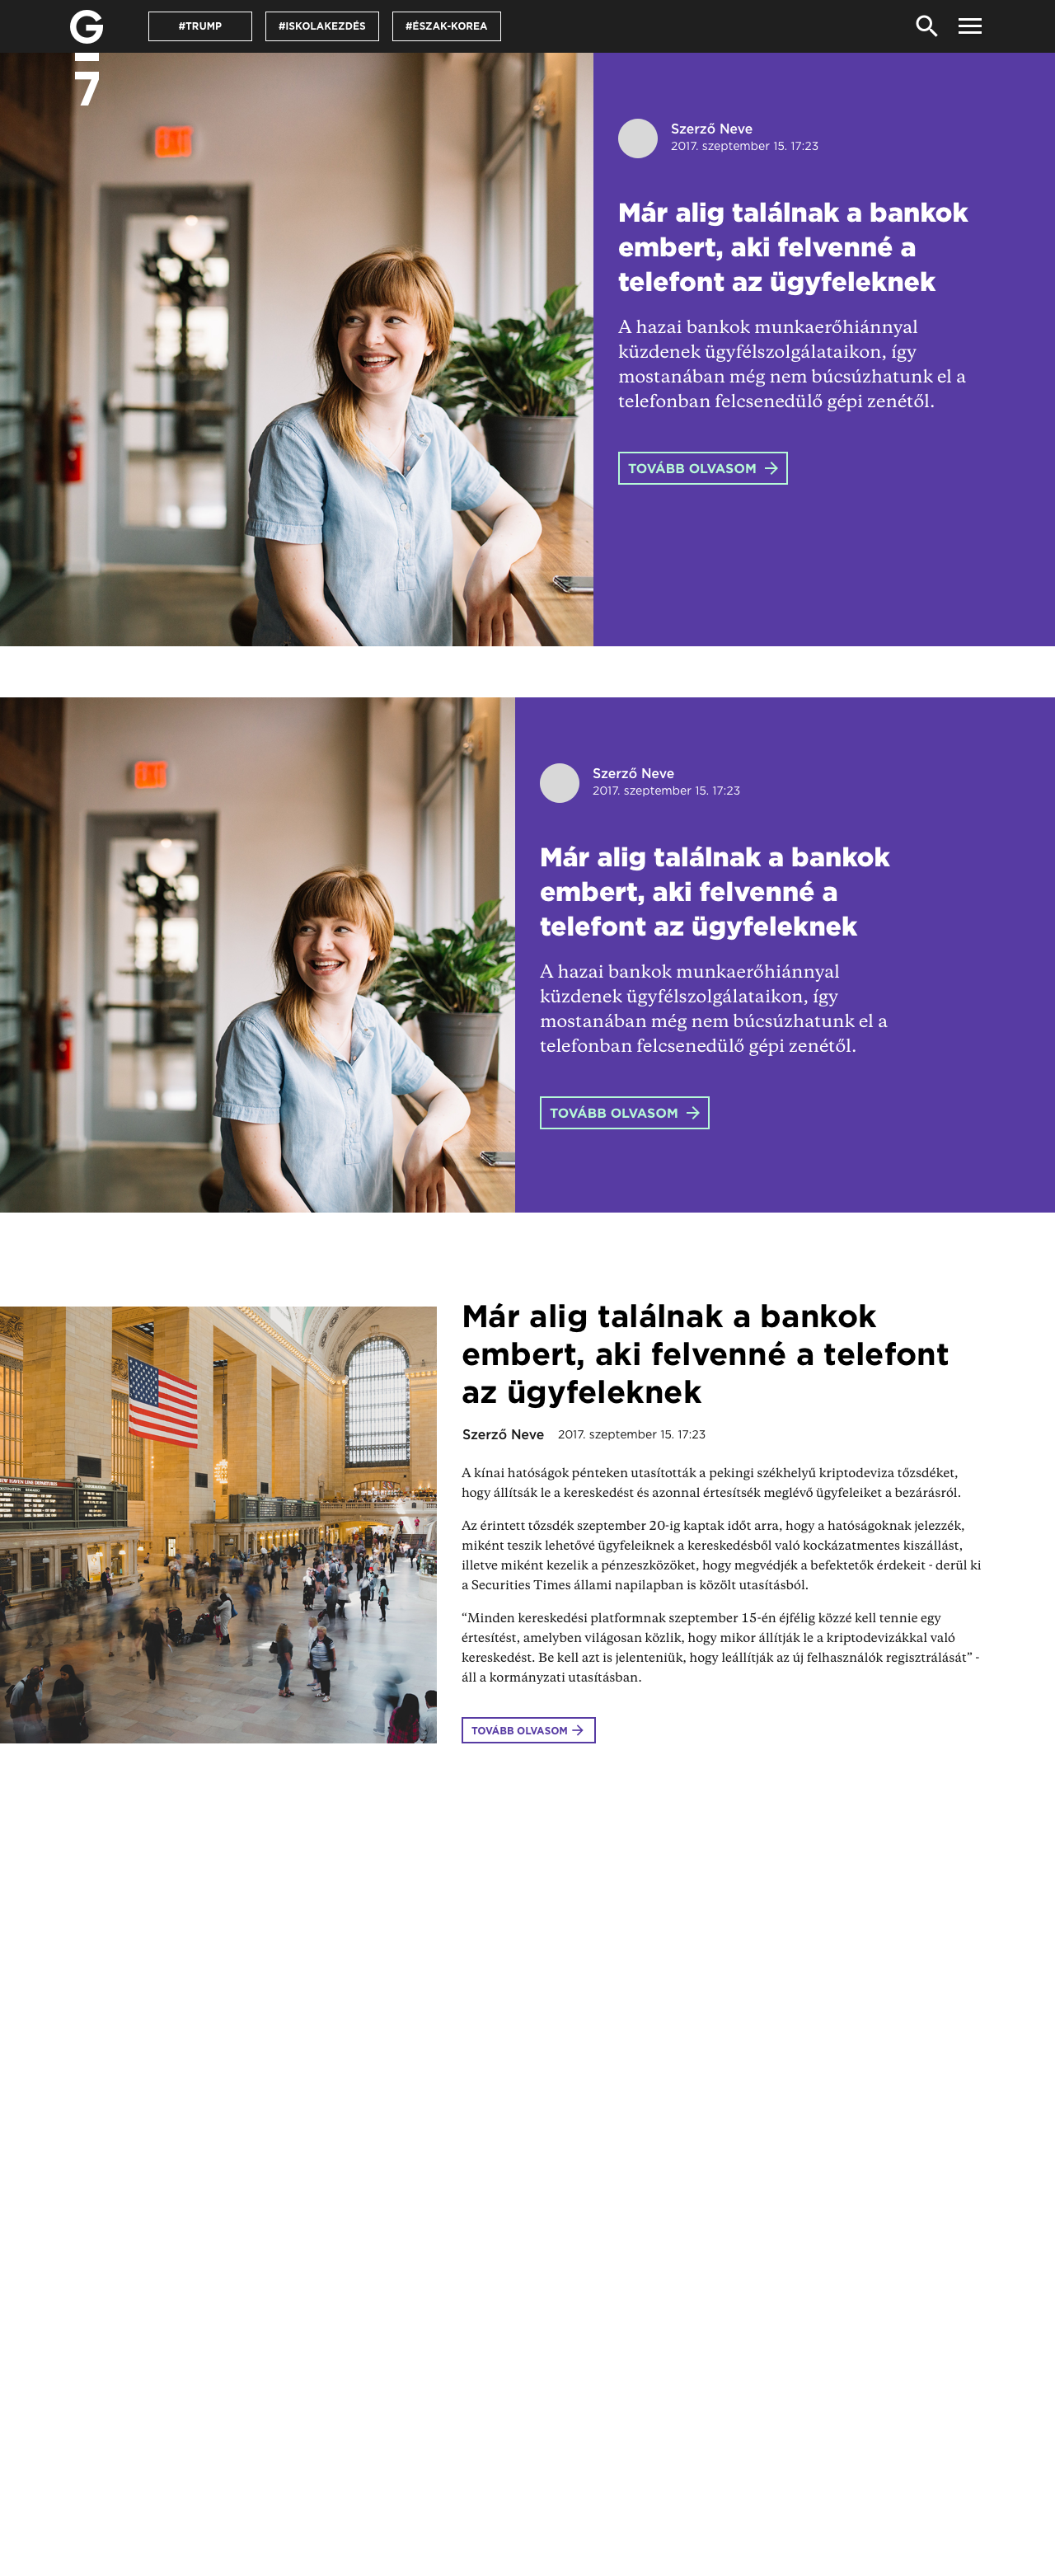 G
7
#TRUMP
#ISKOLAKEZDÉS
#ÉSZAK-KOREA
Szerző Neve
2017. szeptember 15. 17:23
Már alig találnak a bankok
embert, aki felvenné a
telefont az ügyfeleknek
A hazai bankok munkaerőhiánnyal
küzdenek ügyfélszolgálataikon, így
mostanában még nem búcsúzhatunk el a
telefonban felcsenedülő gépi zenétől.
TOVÁBB OLVASOM
Szerző Neve
2017. szeptember 15. 17:23
Már alig találnak a bankok
embert, aki felvenné a
telefont az ügyfeleknek
A hazai bankok munkaerőhiánnyal
küzdenek ügyfélszolgálataikon, így
mostanában még nem búcsúzhatunk el a
telefonban felcsenedülő gépi zenétől.
TOVÁBB OLVASOM
Már alig találnak a bankok
embert, aki felvenné a telefont
az ügyfeleknek
Szerző Neve 2017. szeptember 15. 17:23
A kínai hatóságok pénteken utasították a pekingi székhelyű kriptodeviza tőzsdéket,
hogy állítsák le a kereskedést és azonnal értesítsék meglévő ügyfeleiket a bezárásról.
Az érintett tőzsdék szeptember 20-ig kaptak időt arra, hogy a hatóságoknak jelezzék,
miként teszik lehetővé ügyfeleiknek a kereskedésből való kockázatmentes kiszállást,
illetve miként kezelik a pénzeszközöket, hogy megvédjék a befektetők érdekeit - derül ki
a Securities Times állami napilapban is közölt utasításból.
“Minden kereskedési platformnak szeptember 15-én éjfélig közzé kell tennie egy
értesítést, amelyben világosan közlik, hogy mikor állítják le a kriptodevizákkal való
kereskedést. Be kell azt is jelenteniük, hogy leállítják az új felhasználók regisztrálását” -
áll a kormányzati utasításban.
TOVÁBB OLVASOM